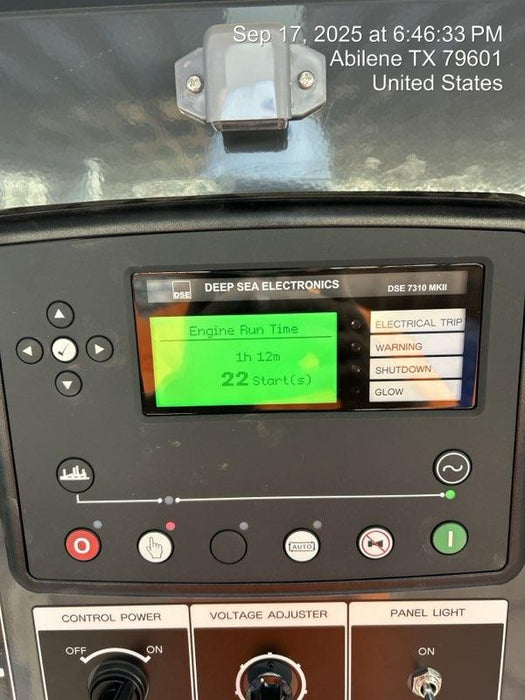 Sep 17, 2025 at 6:46:33 PM
Abilene TX 79601
United States
DSE DEEP SEA ELECTRONICS DSE 7310 MKII
Engine Run Time
1h 12m
22 Start(s)
ELECTRICAL TRIP
WARNING
SHUTDOWN
GLOW
O
AUTO
I
CONTROL POWER
OFF ON
VOLTAGE ADJUSTER
PANEL LIGHT
ON